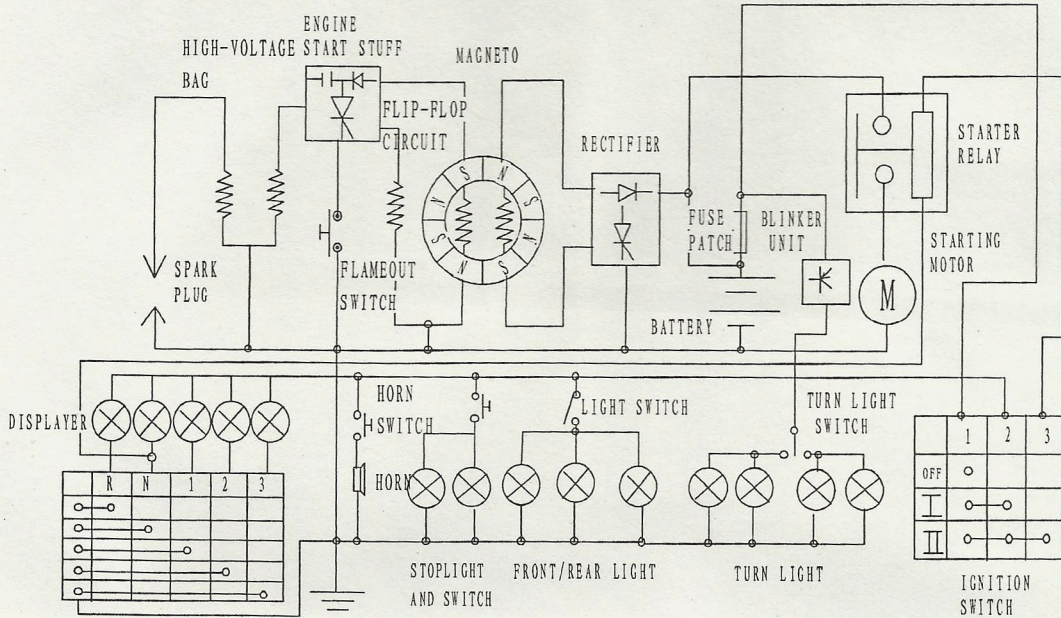 ENGINE
HIGH-VOLTAGE START STUFF
BAG
MAGNETO
FLIP-FLOP
CIRCUIT
RECTIFIER
STARTER
RELAY
S N
N S
S N
N S
FUSE
PATCH
BLINKER
UNIT
STARTING
MOTOR
SPARK
PLUG
FLAMEOUT
SWITCH
M
BATTERY
HORN
SWITCH
LIGHT SWITCH
TURN LIGHT
SWITCH
DISPLAYER
1 2 3
OFF
R N 1 2 3
HORN
I
II
STOPLIGHT
AND SWITCH
FRONT/REAR LIGHT
TURN LIGHT
IGNITION
SWITCH